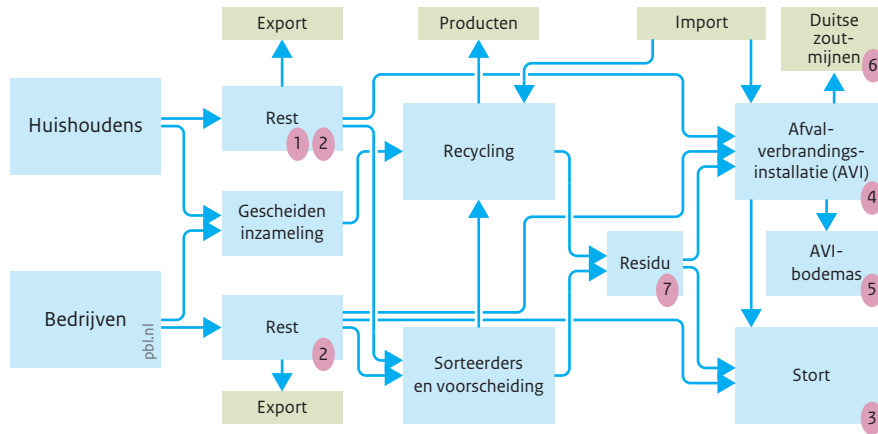 Export
Producten
Import
Duitse
zout-
mijnen
6
Huishoudens
Rest
1 2
Recycling
Afval-
verbrandings-
installatie (AVI)
4
Gescheiden
inzameling
Residu
7
AVI-
bodemas
5
Bedrijven
pbl.nl
Rest
2
Sorteerders
en voorscheiding
Stort
3
Export